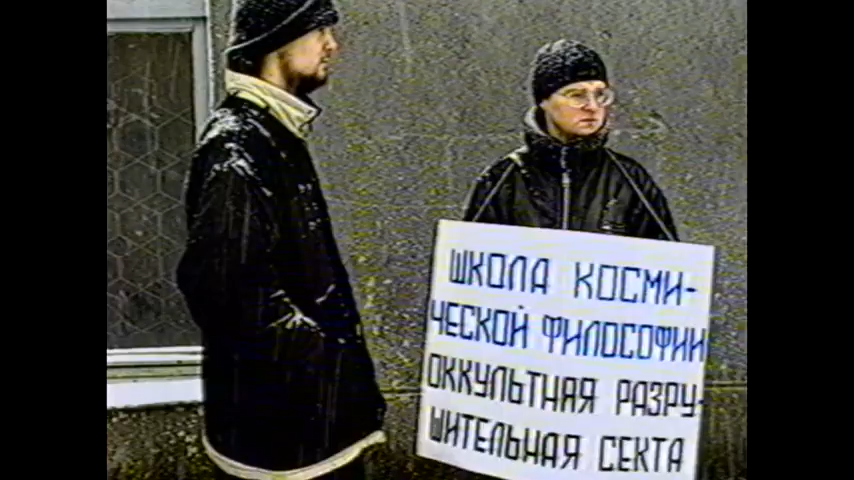 ШКОЛА КОСМИ-
ЧЕСКОЙ ФИЛОСОФИИ
ОККУЛЬТНАЯ РАЗРУ-
ШИТЕЛЬНАЯ СЕКТА